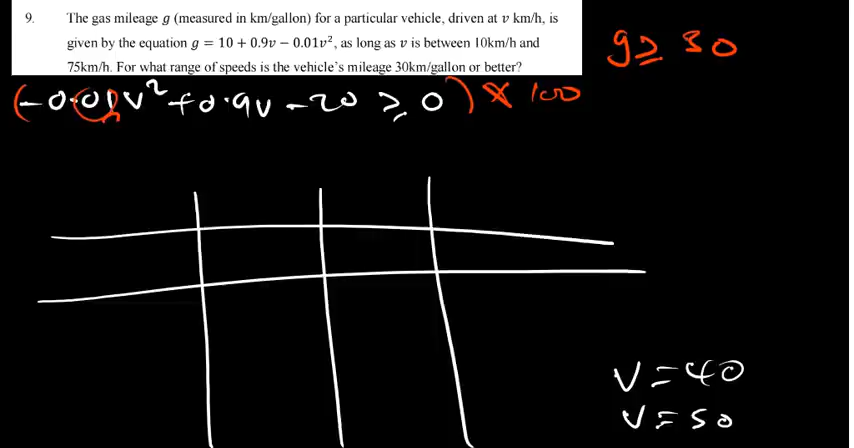 9. The gas mileage g (measured in km/gallon) for a particular vehicle, driven at v km/h, is
given by the equation g = 10 + 0.9v − 0.01v², as long as v is between 10km/h and
75km/h. For what range of speeds is the vehicle's mileage 30km/gallon or better?
g ≥ 30
(-0.01v² + 0.9v - 20 ≥ 0) × 100
v = 40
v = 50